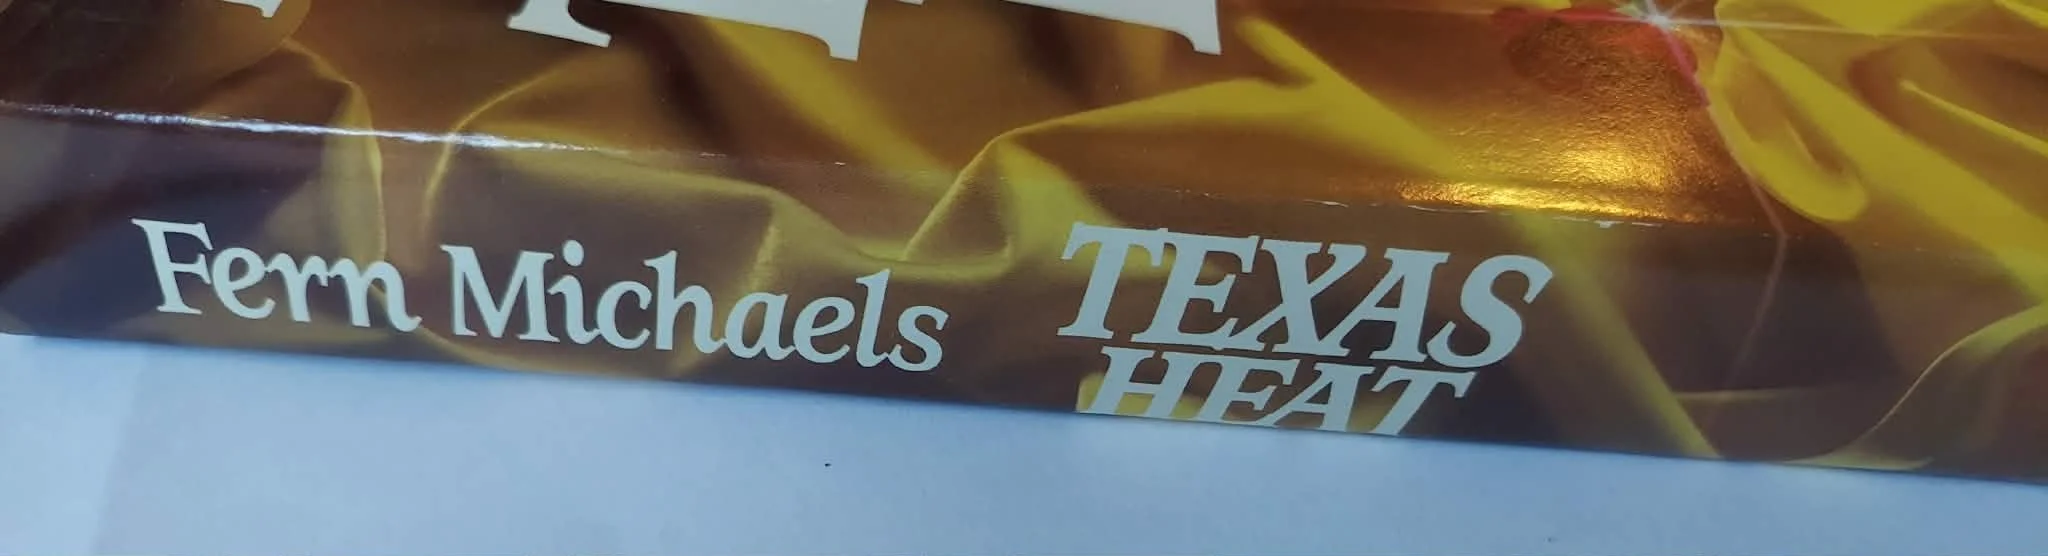 Fern Michaels
TEXAS
HEAT